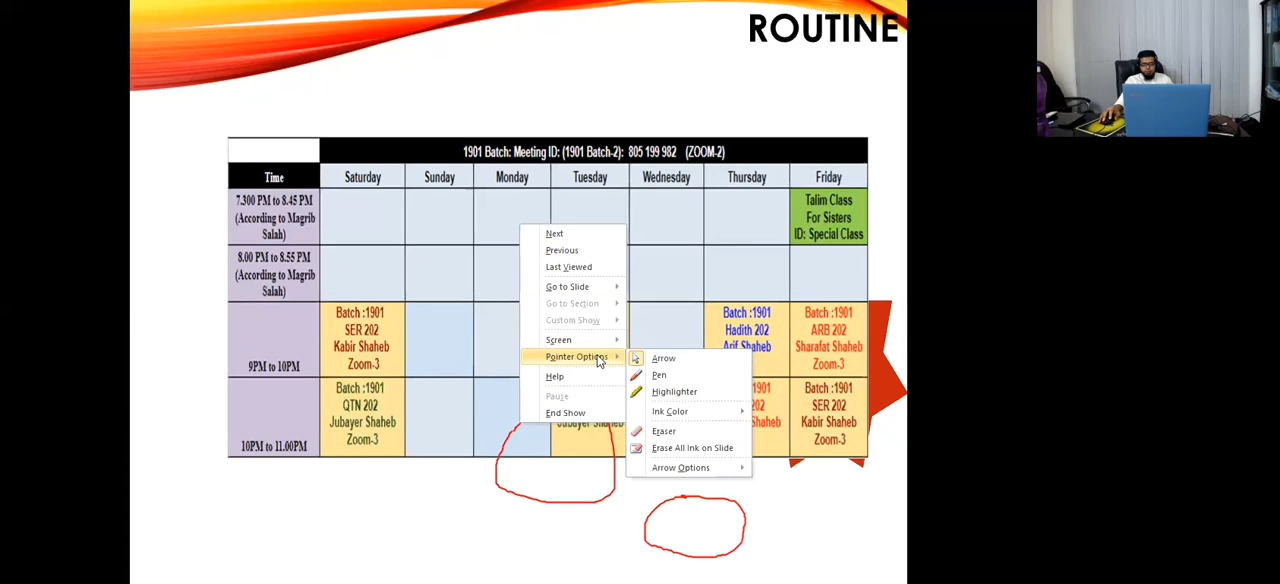 ROUTINE
1901 Batch: Meeting ID: (1901 Batch-2): 805 199 982 (ZOOM-2)
Time Saturday Sunday Monday Tuesday Wednesday Thursday Friday
7.300 PM to 8.45 PM
(According to Magrib
Salah)
Talim Class
For Sisters
ID: Special Class
8.00 PM to 8.55 PM
(According to Magrib
Salah)
9PM to 10PM
Batch :1901
SER 202
Kabir Shaheb
Zoom-3
Batch :1901
Hadith 202
Arif Shaheb
Batch :1901
ARB 202
Sharafat Shaheb
Zoom-3
10PM to 11.00PM
Batch :1901
QTN 202
Jubayer Shaheb
Zoom-3
Jubayer Shaheb
:1901
202
Shaheb
Batch :1901
SER 202
Kabir Shaheb
Zoom-3
Next
Previous
Last Viewed
Go to Slide
Go to Section
Custom Show
Screen
Pointer Options
Help
Pause
End Show
Arrow
Pen
Highlighter
Ink Color
Eraser
Erase All Ink on Slide
Arrow Options